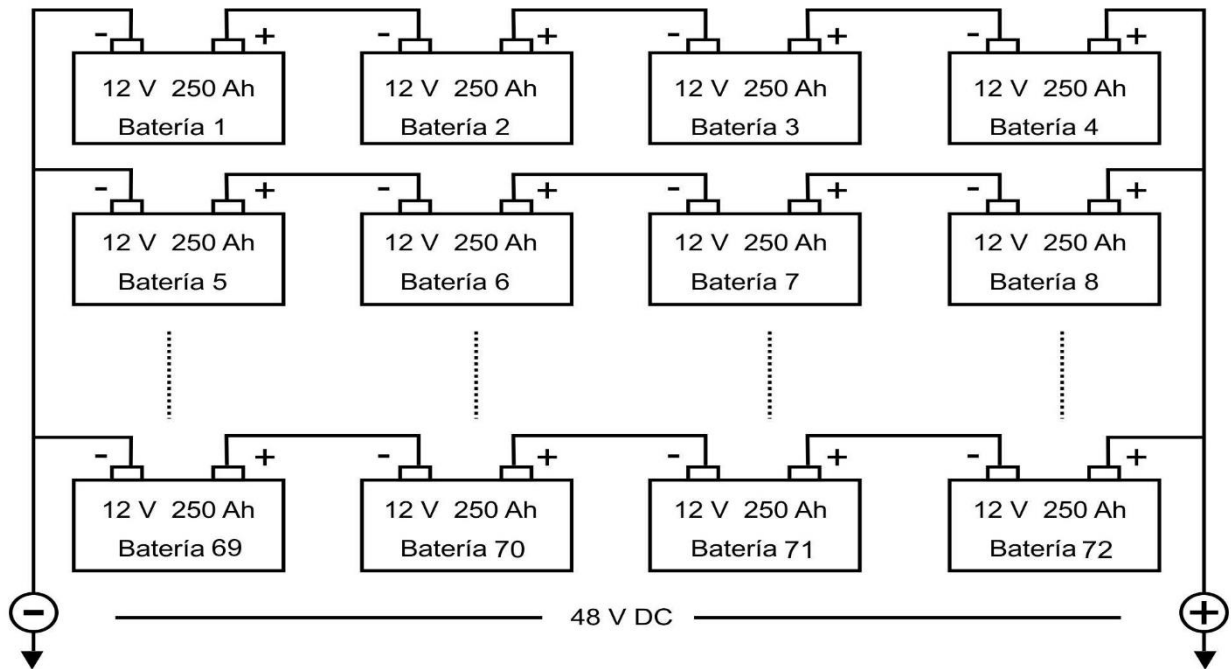 - + - + - + - +
12 V 250 Ah 12 V 250 Ah 12 V 250 Ah 12 V 250 Ah
Batería 1 Batería 2 Batería 3 Batería 4
- + - + - + - +
12 V 250 Ah 12 V 250 Ah 12 V 250 Ah 12 V 250 Ah
Batería 5 Batería 6 Batería 7 Batería 8
- + - + - + - +
12 V 250 Ah 12 V 250 Ah 12 V 250 Ah 12 V 250 Ah
Batería 69 Batería 70 Batería 71 Batería 72
- 48 V DC +